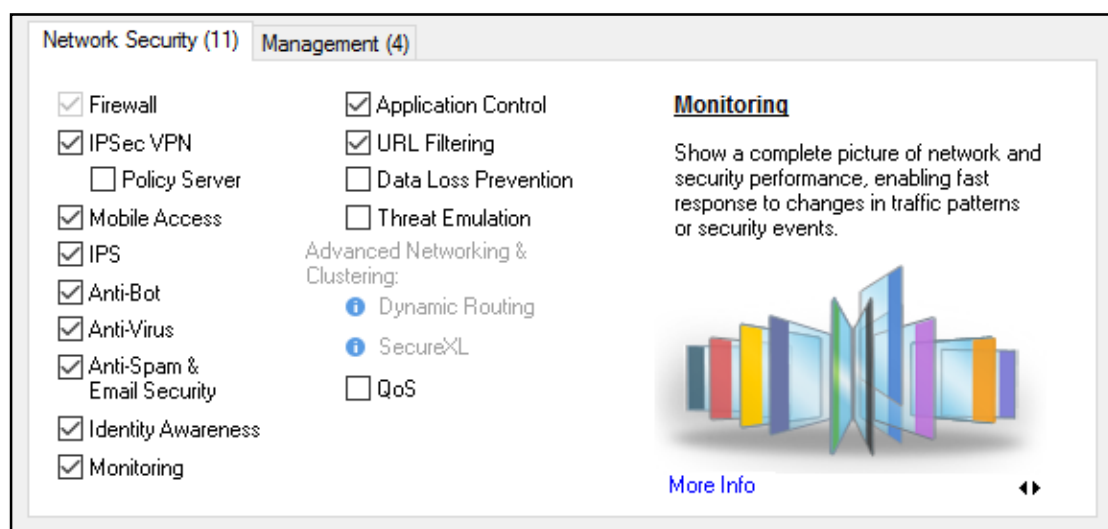 Network Security (11)
Management (4)
Firewall
IPSec VPN
Policy Server
Mobile Access
IPS
Anti-Bot
Anti-Virus
Anti-Spam &
Email Security
Identity Awareness
Monitoring
Application Control
URL Filtering
Data Loss Prevention
Threat Emulation
Advanced Networking &
Clustering:
Dynamic Routing
SecureXL
QoS
Monitoring
Show a complete picture of network and
security performance, enabling fast
response to changes in traffic patterns
or security events.
More Info